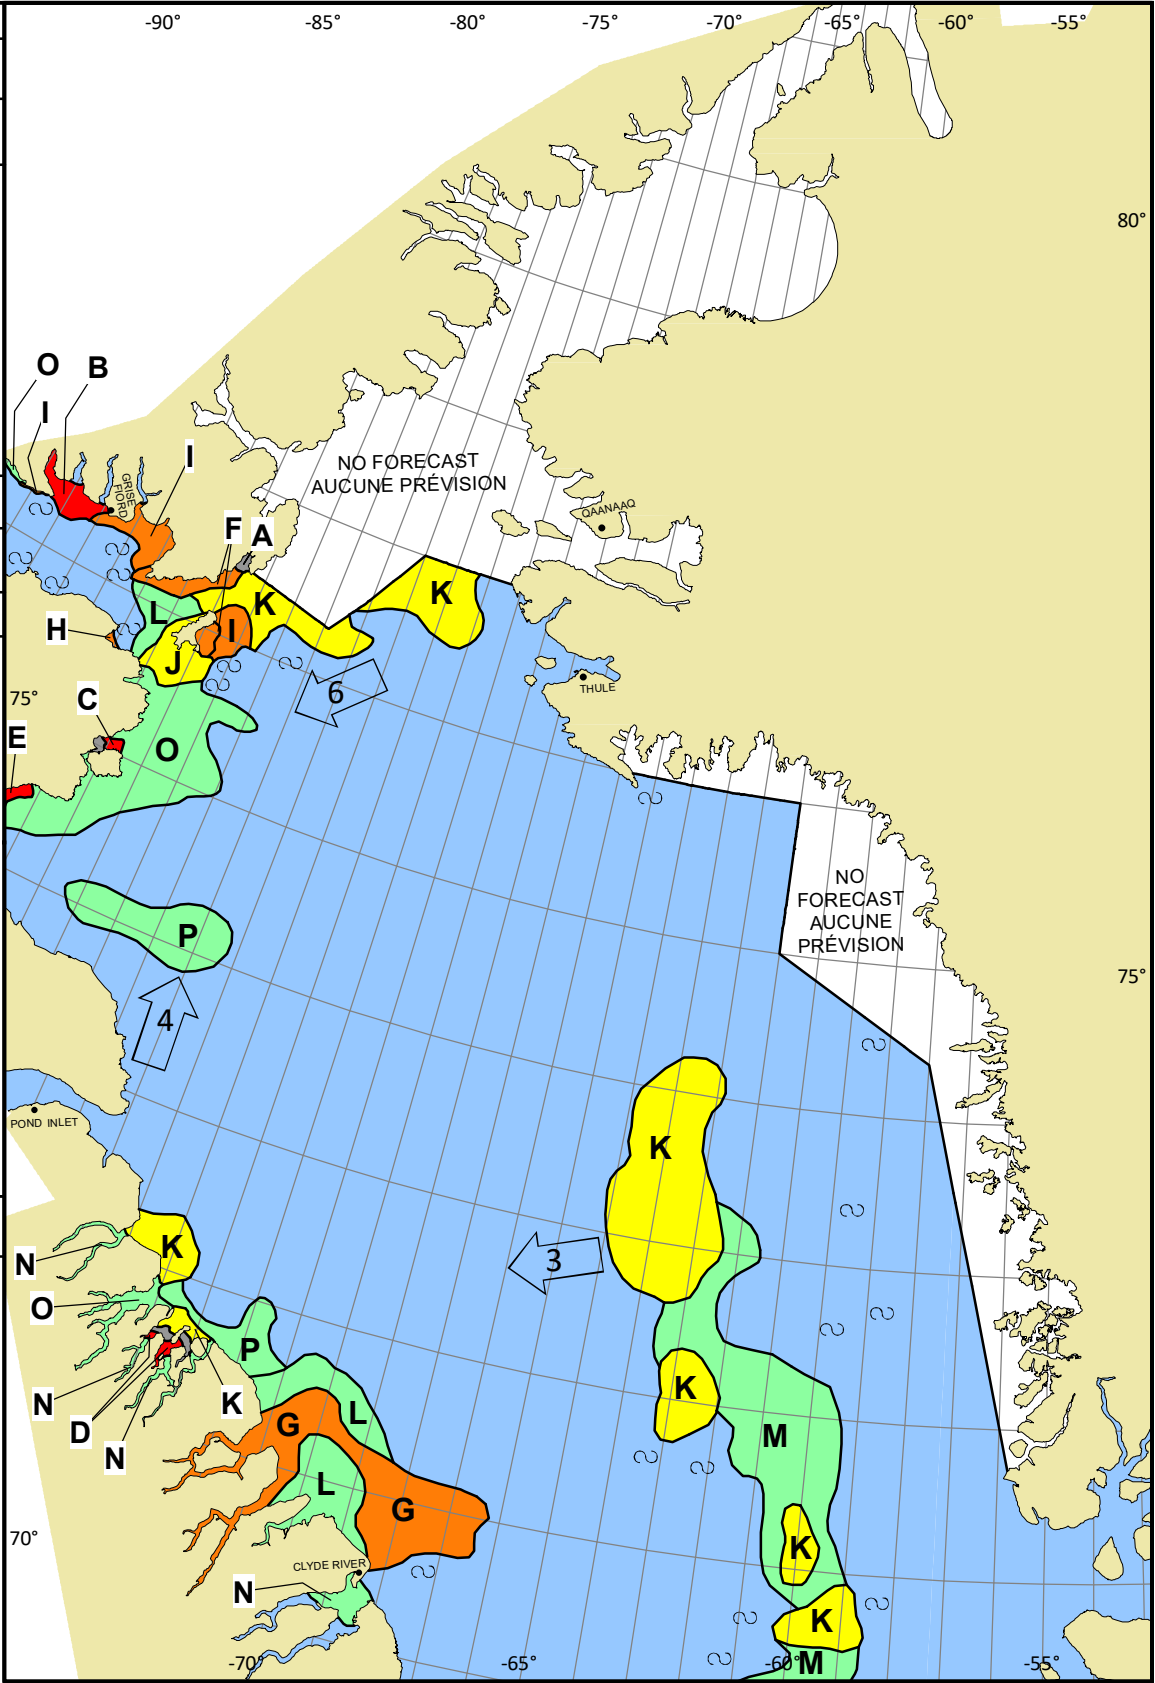 -90° -85° -80° -75° -70° -65° -60° -55°
80°
O B
I
I
NO FORECAST
AUCUNE PRÉVISION
GRISE
FIORD
QAANAAQ
F A
K
K
L
H
I
J
75°
6
THULE
C
E
O
NO
FORECAST
AUCUNE
PRÉVISION
P
75°
4
POND INLET
K
K
N
3
O
P
K
N
K
D
L
G
M
N
L
G
70°
K
CLYDE RIVER
N
K
-70° -65° -60° -55°
M